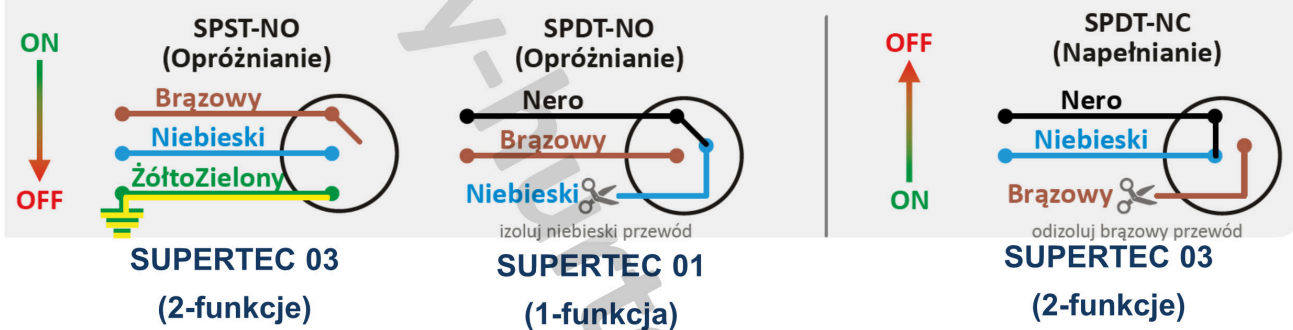 ON
OFF
SPST-NO
(Opróżnianie)
Brązowy
Niebieski
ŻółtoZielony
SUPERTEC 03
(2-funkcje)
SPDT-NO
(Opróżnianie)
Nero
Brązowy
Niebieski
izoluj niebieski przewód
SUPERTEC 01
(1-funkcja)
OFF
ON
SPDT-NC
(Napełnianie)
Nero
Niebieski
Brązowy
odizoluj brązowy przewód
SUPERTEC 03
(2-funkcje)